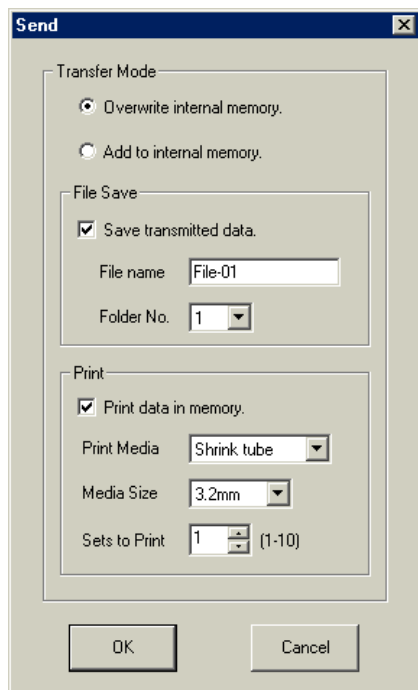 Send
Transfer Mode
Overwrite internal memory.
Add to internal memory.
File Save
Save transmitted data.
File name File-01
Folder No. 1
Print
Print data in memory.
Print Media Shrink tube
Media Size 3.2mm
Sets to Print 1 (1-10)
OK Cancel